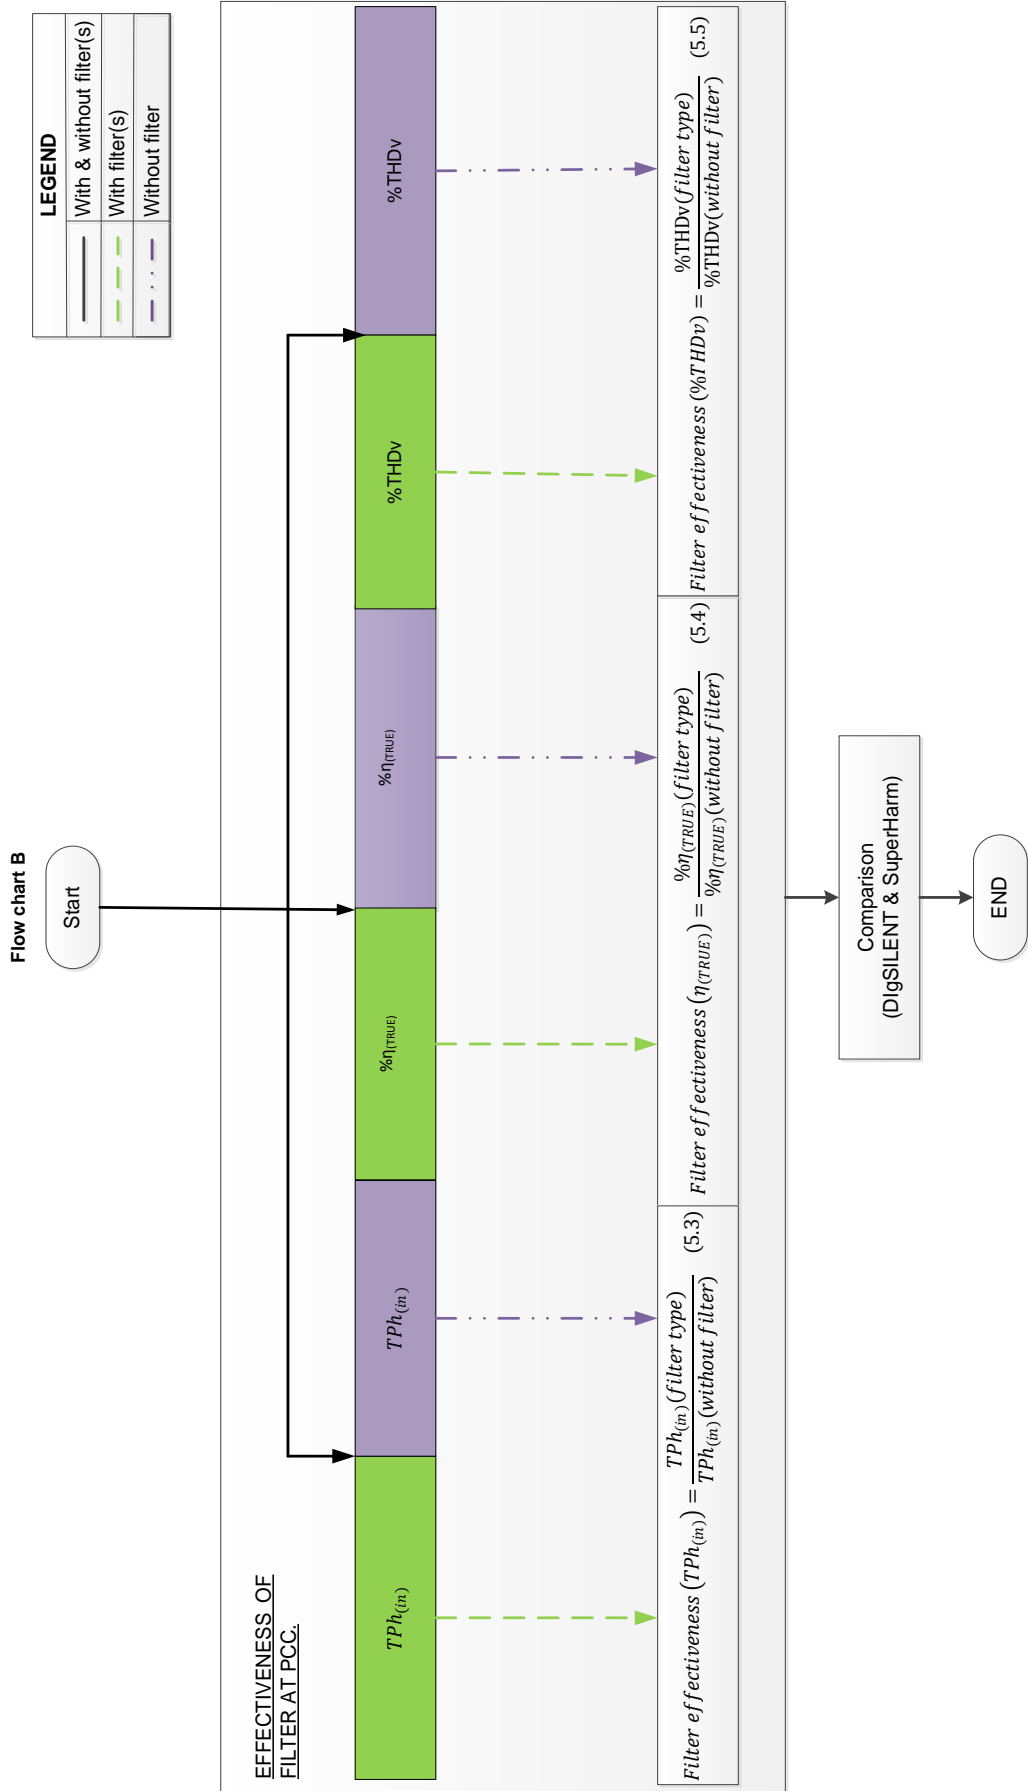 Flow chart B
LEGEND
With & without filter(s)
With filter(s)
Without filter
Start
EFFECTIVENESS OF
FILTER AT PCC.
TPh(in)
TPh(in)
%η(TRUE)
%η(TRUE)
%THDv
%THDv
Filter effectiveness (TPh(in)) = TPh(in)(filter type) / TPh(in)(without filter) (5.3)
Filter effectiveness (η(TRUE)) = %η(TRUE)(filter type) / %η(TRUE)(without filter) (5.4)
Filter effectiveness (%THDv) = %THDv(filter type) / %THDv(without filter) (5.5)
Comparison
(DIgSILENT & SuperHarm)
END